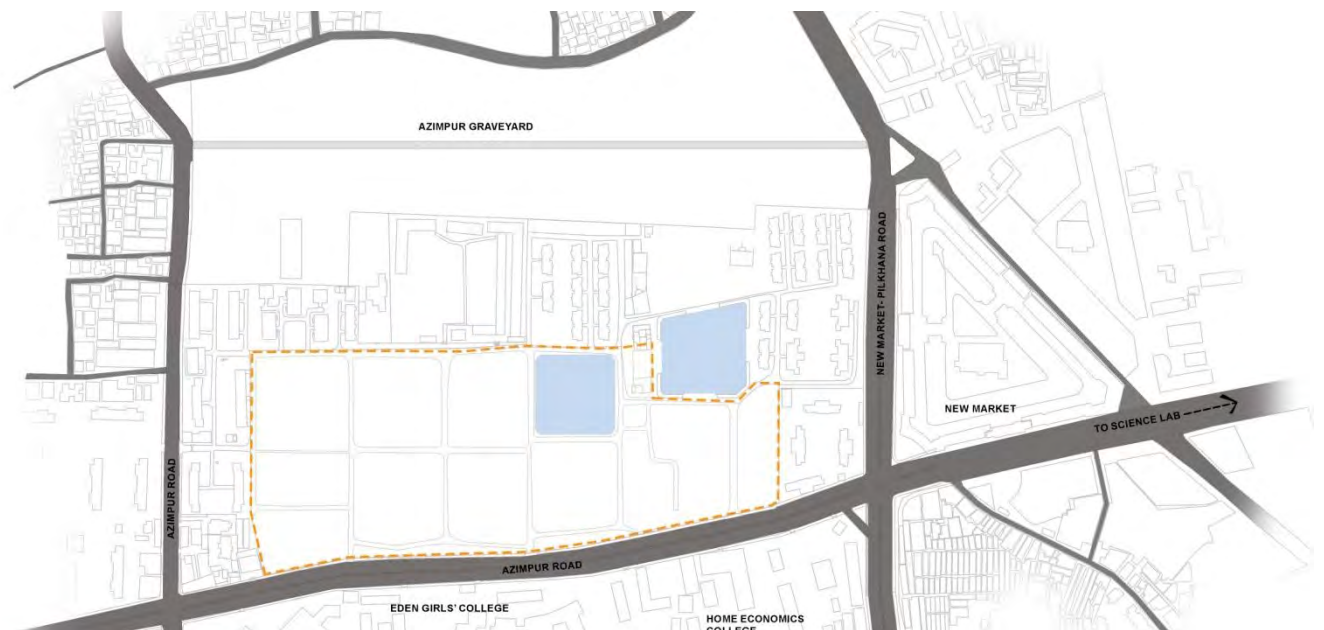 AZIMPUR GRAVEYARD
NEW MARKET- PILKHANA ROAD
NEW MARKET
TO SCIENCE LAB
AZIMPUR ROAD
AZIMPUR ROAD
EDEN GIRLS' COLLEGE
HOME ECONOMICS
COLLEGE